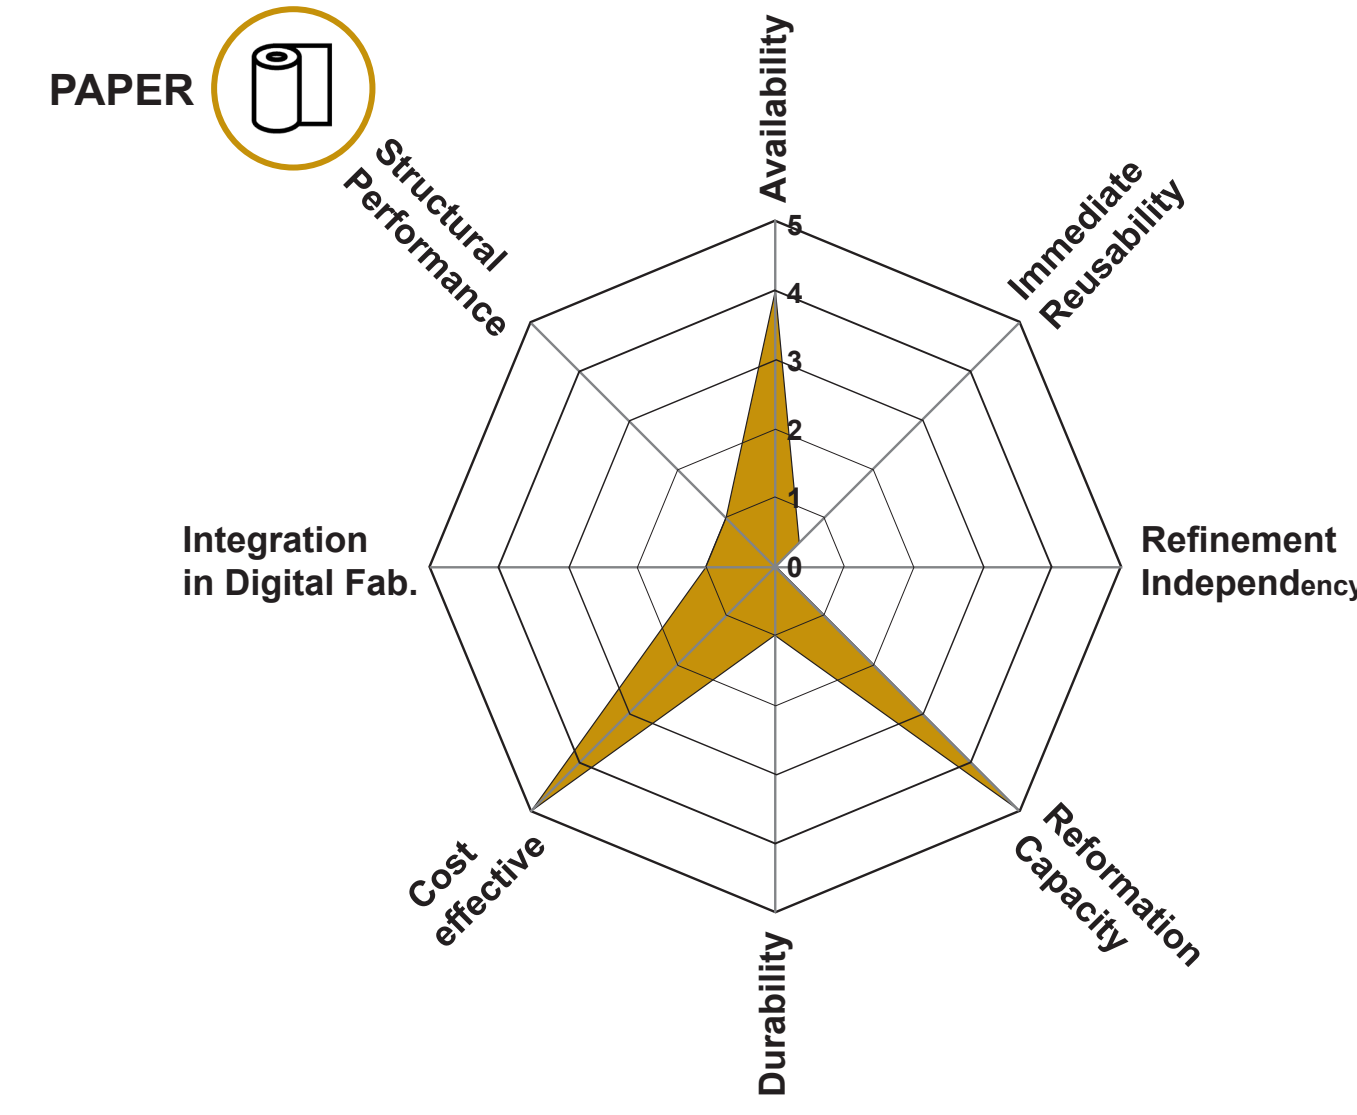 PAPER
Structural
Performance
Availability
Immediate
Reusability
5
4
3
2
1
0
Integration
in Digital Fab.
Refinement
Independency
Cost
effective
Reformation
Capacity
Durability